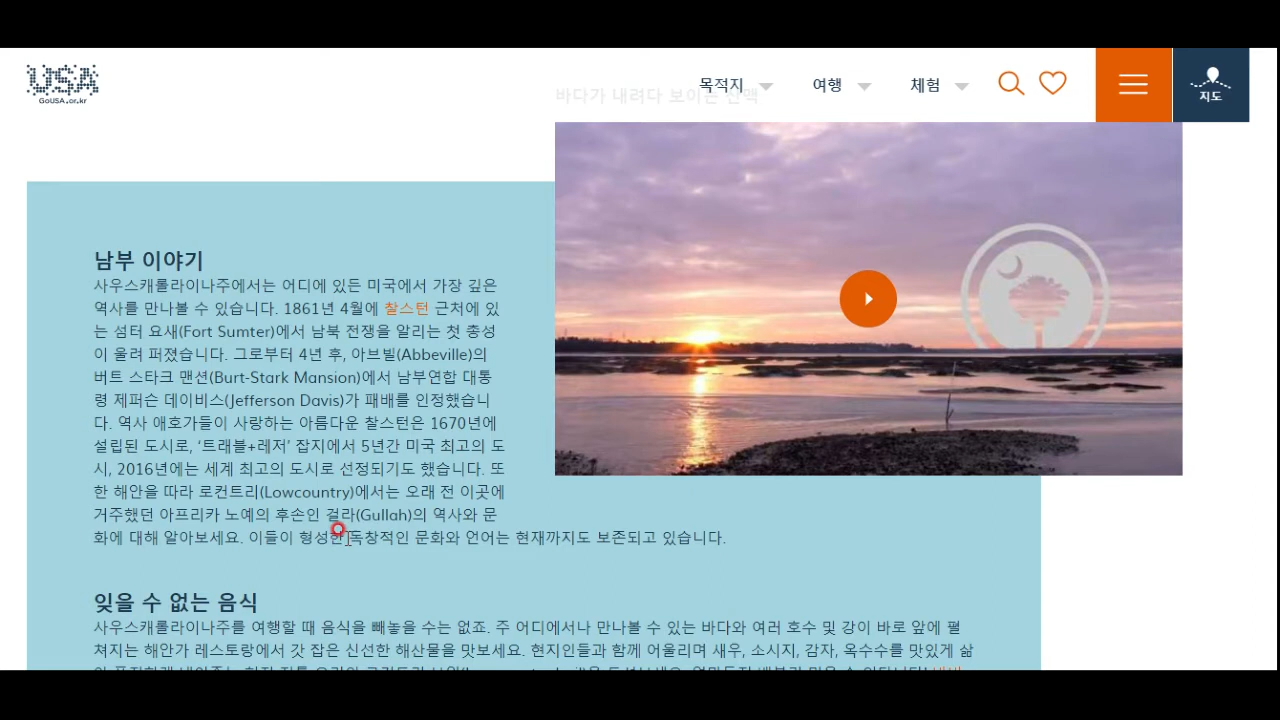 USA
GoUSA.or.kr
목적지
여행
체험
지도
바다가 내려다 보이는 산맥
남부 이야기
사우스캐롤라이나주에서는 어디에 있든 미국에서 가장 깊은
역사를 만나볼 수 있습니다. 1861년 4월에 찰스턴 근처에 있
는 섬터 요새(Fort Sumter)에서 남북 전쟁을 알리는 첫 총성
이 울려 퍼졌습니다. 그로부터 4년 후, 아브빌(Abbeville)의
버트 스타크 맨션(Burt-Stark Mansion)에서 남부연합 대통
령 제퍼슨 데이비스(Jefferson Davis)가 패배를 인정했습니
다. 역사 애호가들이 사랑하는 아름다운 찰스턴은 1670년에
설립된 도시로, ‘트래블+레저’ 잡지에서 5년간 미국 최고의 도
시, 2016년에는 세계 최고의 도시로 선정되기도 했습니다. 또
한 해안을 따라 로컨트리(Lowcountry)에서는 오래 전 이곳에
거주했던 아프리카 노예의 후손인 걸라(Gullah)의 역사와 문
화에 대해 알아보세요. 이들이 형성한 독창적인 문화와 언어는 현재까지도 보존되고 있습니다.
잊을 수 없는 음식
사우스캐롤라이나주를 여행할 때 음식을 빼놓을 수는 없죠. 주 어디에서나 만나볼 수 있는 바다와 여러 호수 및 강이 바로 앞에 펼
쳐지는 해안가 레스토랑에서 갓 잡은 신선한 해산물을 맛보세요. 현지인들과 함께 어울리며 새우, 소시지, 감자, 옥수수를 맛있게 삶